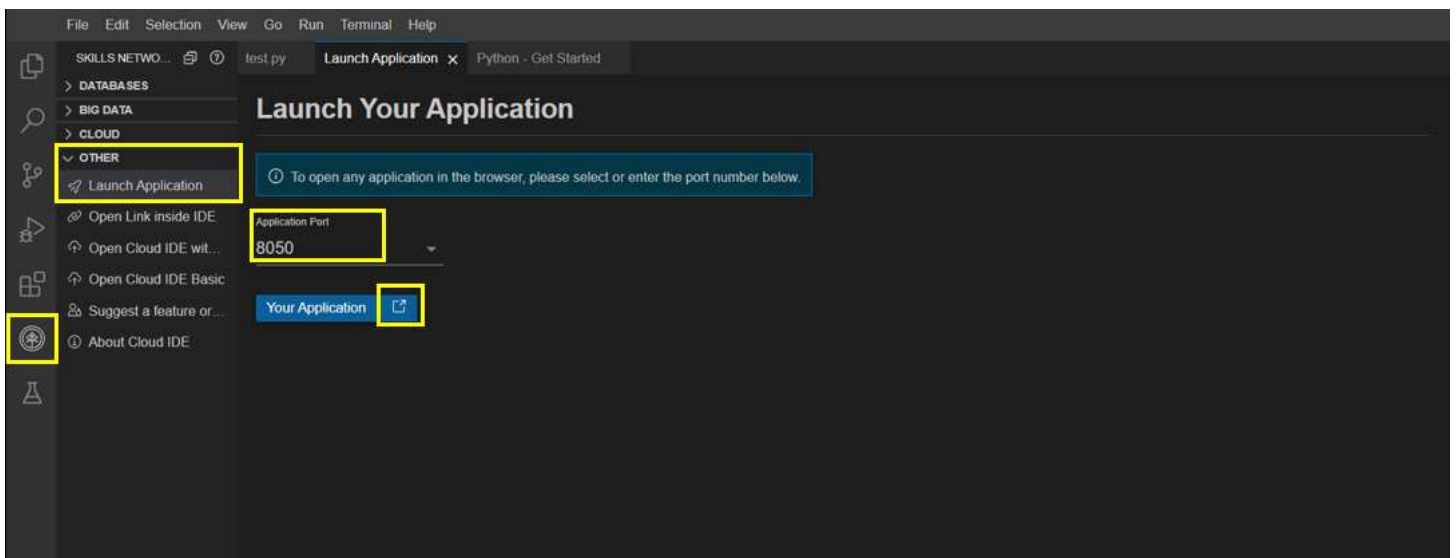 File Edit Selection View Go Run Terminal Help
SKILLS NETWO...
test.py Launch Application Python - Get Started
DATABASES
BIG DATA
CLOUD
OTHER
Launch Application
Open Link inside IDE
Open Cloud IDE wit...
Open Cloud IDE Basic
Suggest a feature or...
About Cloud IDE
Launch Your Application
To open any application in the browser, please select or enter the port number below.
Application Port
8050
Your Application